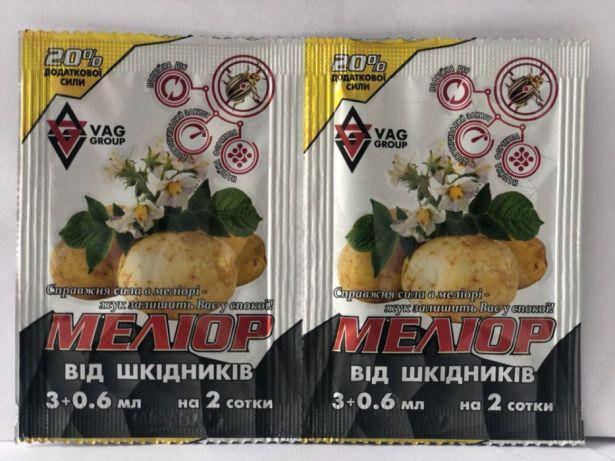 20%
ДОДАТКОВОЇ
СИЛИ
VAG
GROUP
Справжня сила в меліорі -
жук залишить Вас у спокої!
МЕЛІОР
ВІД ШКІДНИКІВ
3+0.6 мл на 2 сотки
20%
ДОДАТКОВОЇ
СИЛИ
VAG
GROUP
Справжня сила в меліорі -
жук залишить Вас у спокої!
МЕЛІОР
ВІД ШКІДНИКІВ
3+0.6 мл на 2 сотки